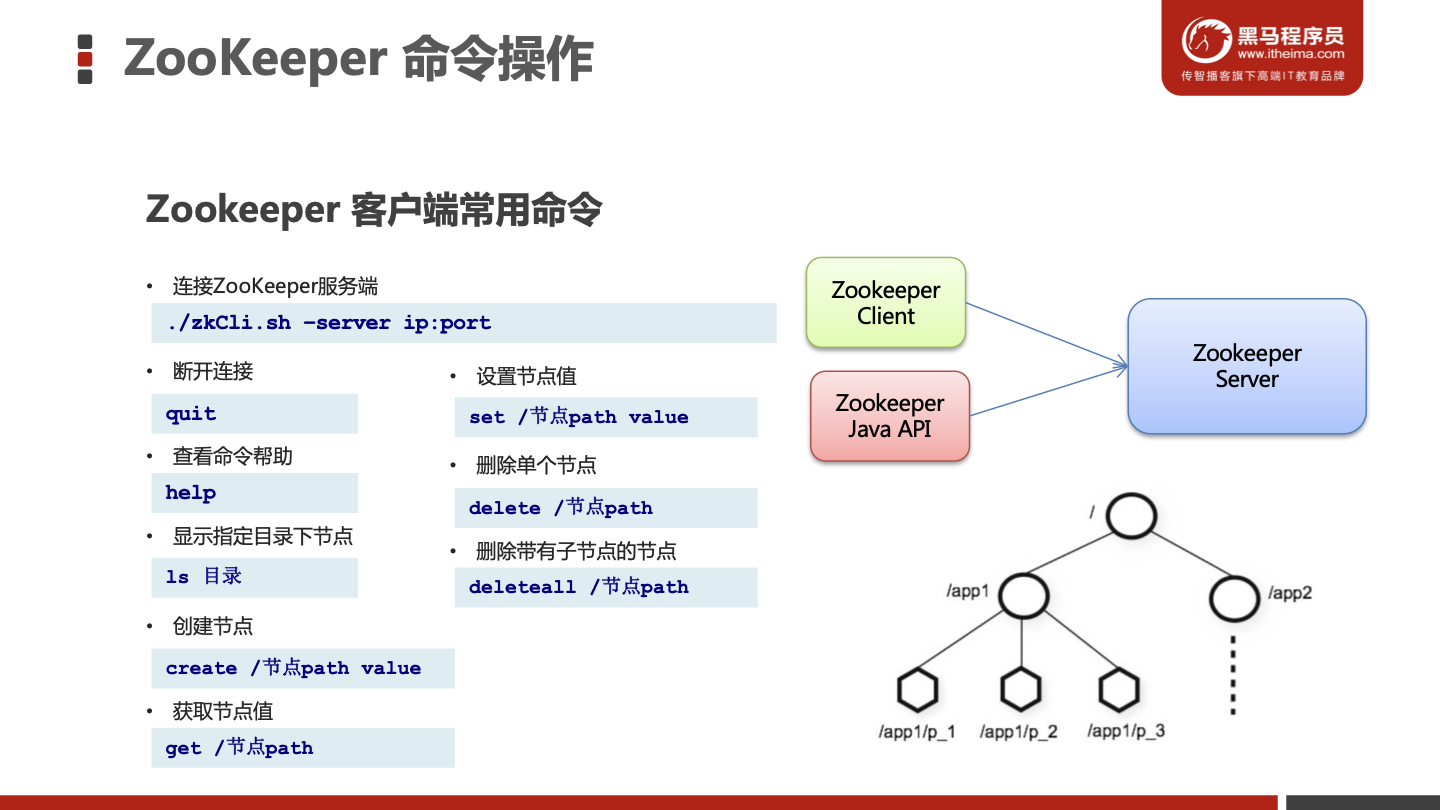 ZooKeeper 命令操作
黑马程序员
www.itheima.com
传智播客旗下高端IT教育品牌
Zookeeper 客户端常用命令
• 连接ZooKeeper服务端
./zkCli.sh –server ip:port
• 断开连接
quit
• 查看命令帮助
help
• 显示指定目录下节点
ls 目录
• 创建节点
create /节点path value
• 获取节点值
get /节点path
• 设置节点值
set /节点path value
• 删除单个节点
delete /节点path
• 删除带有子节点的节点
deleteall /节点path
Zookeeper
Client
Zookeeper
Java API
Zookeeper
Server
/
/app1
/app2
/app1/p_1
/app1/p_2
/app1/p_3